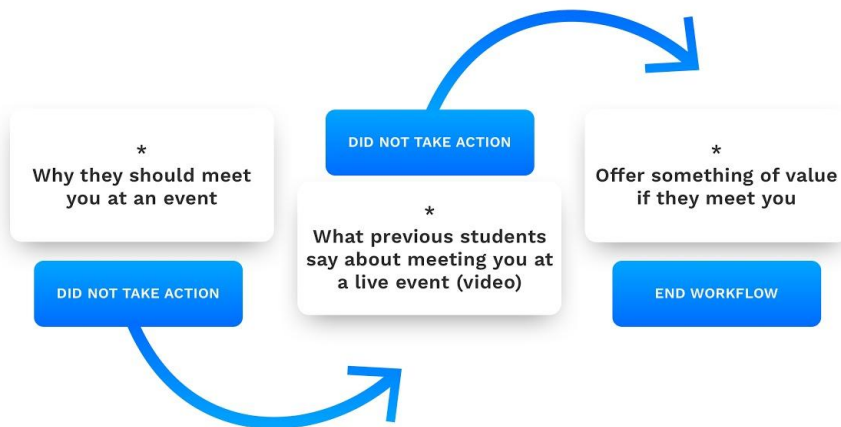 *
Why they should meet
you at an event
DID NOT TAKE ACTION
DID NOT TAKE ACTION
*
What previous students
say about meeting you at
a live event (video)
*
Offer something of value
if they meet you
END WORKFLOW